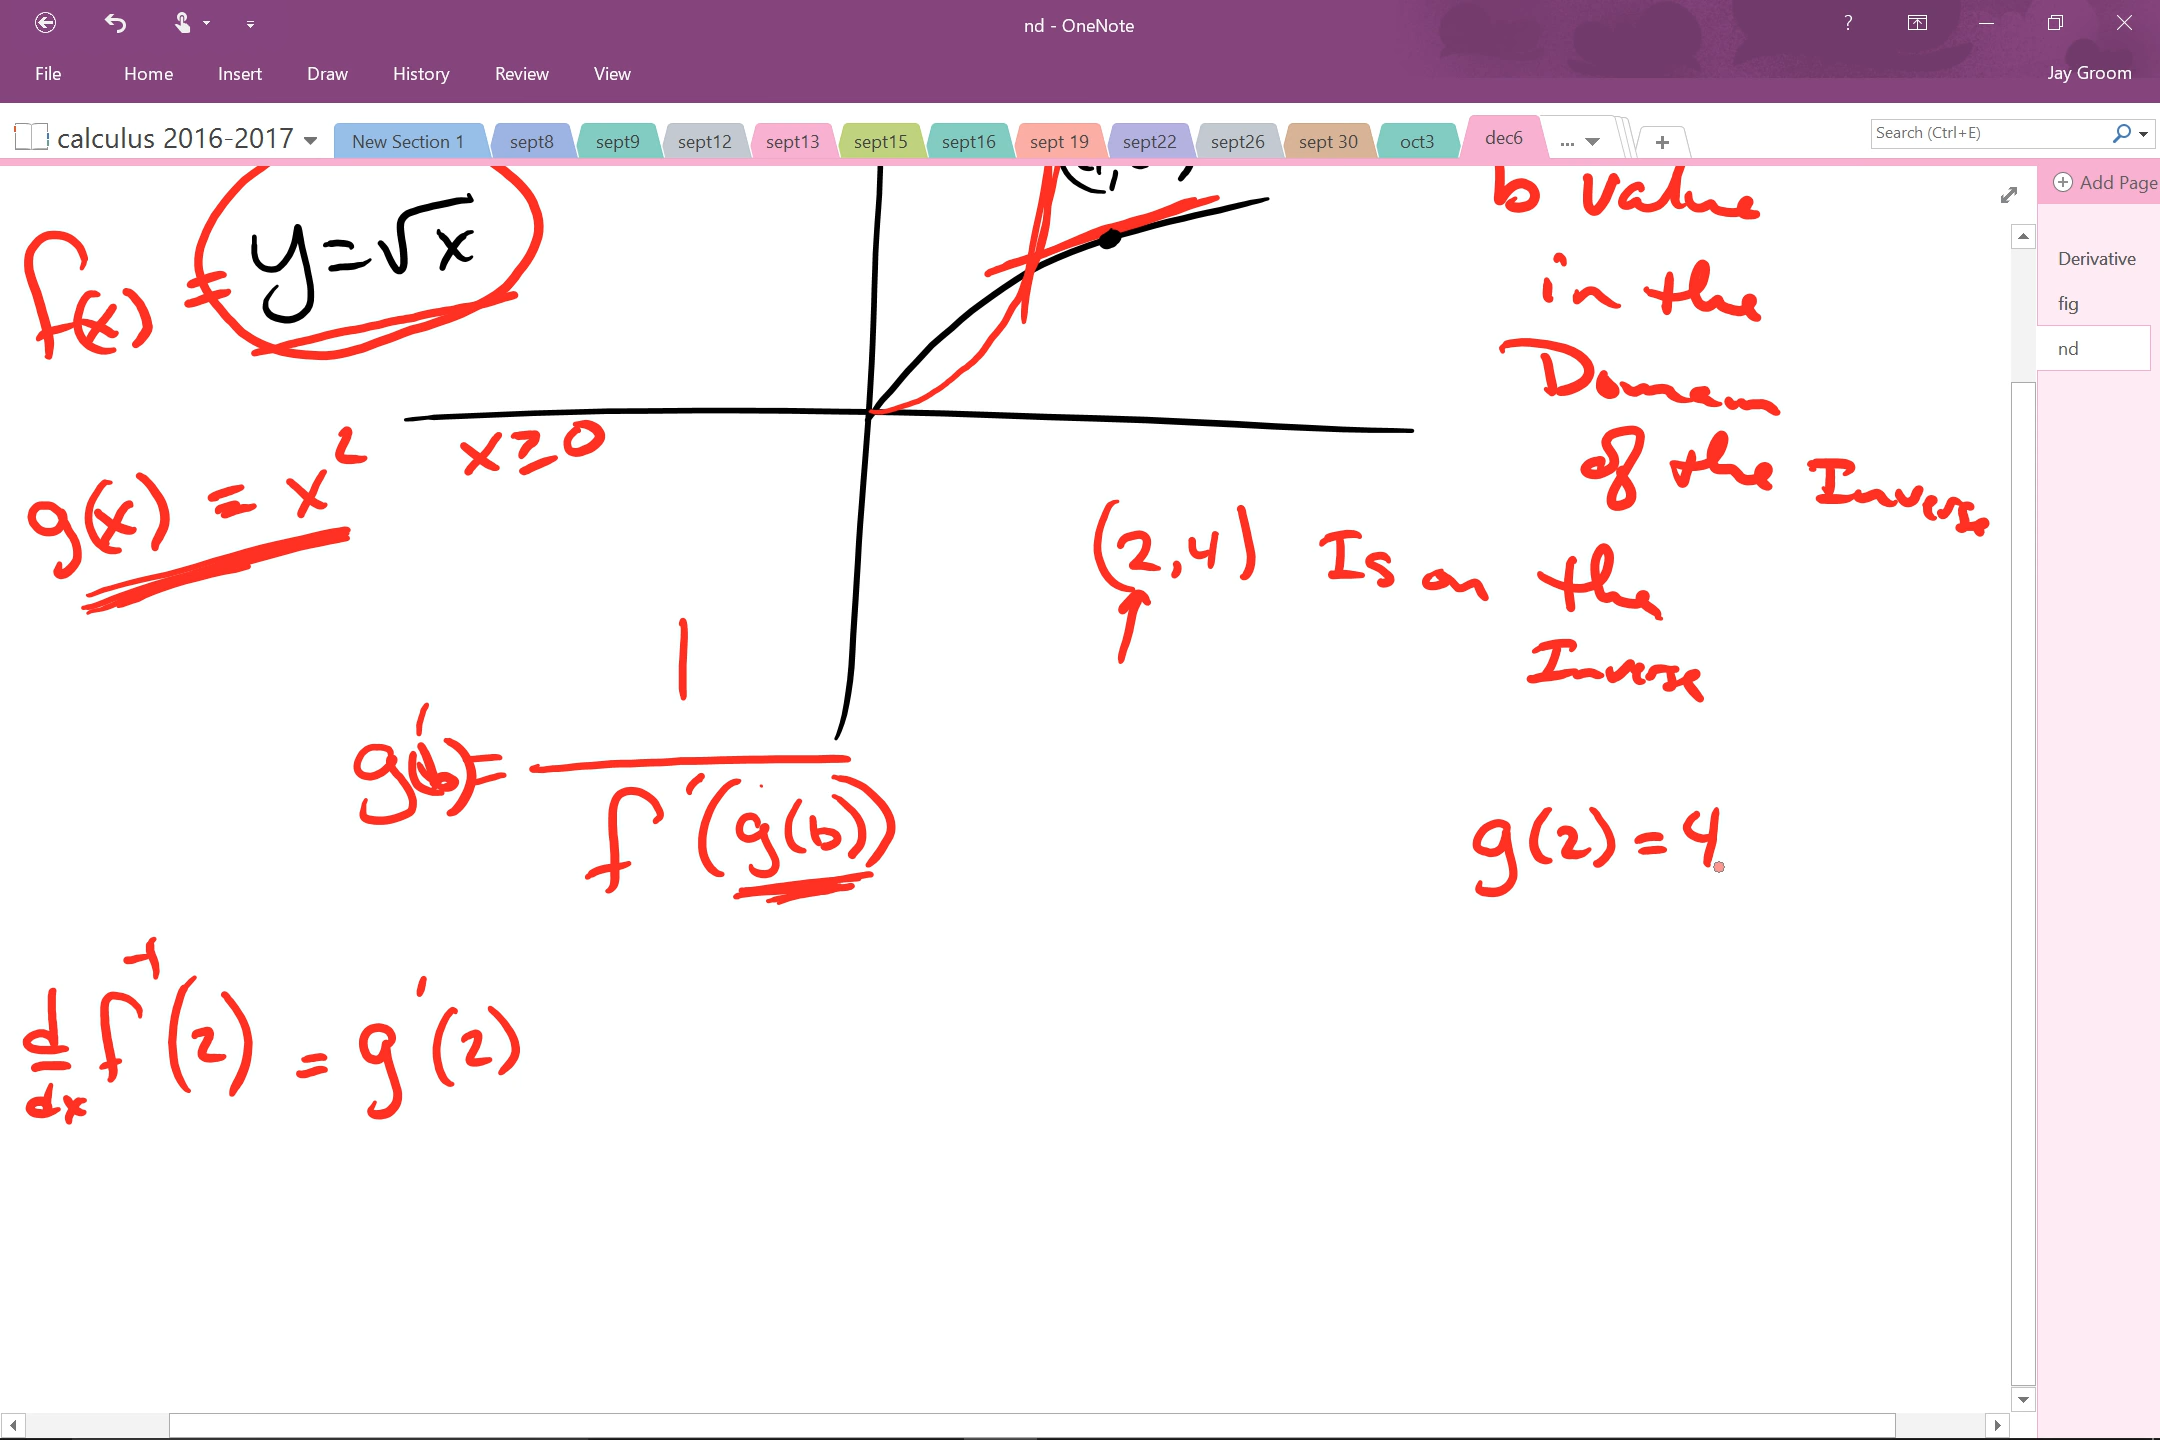 nd - OneNote
?
File Home Insert Draw History Review View
Jay Groom
calculus 2016-2017
New Section 1 sept8 sept9 sept12 sept13 sept15 sept16 sept 19 sept22 sept26 sept 30 oct3 dec6 ... +
Search (Ctrl+E)
Add Page
Derivative
fig
nd
f(x) = y=√x
g(x) = x² x≥0
b value
in the
Domain
of the Inverse
(2,4) Is on the
Inverse
g'(b) = 1 / f'(g(b))
g(2) = 4
d/dx f⁻¹(2) = g'(2)